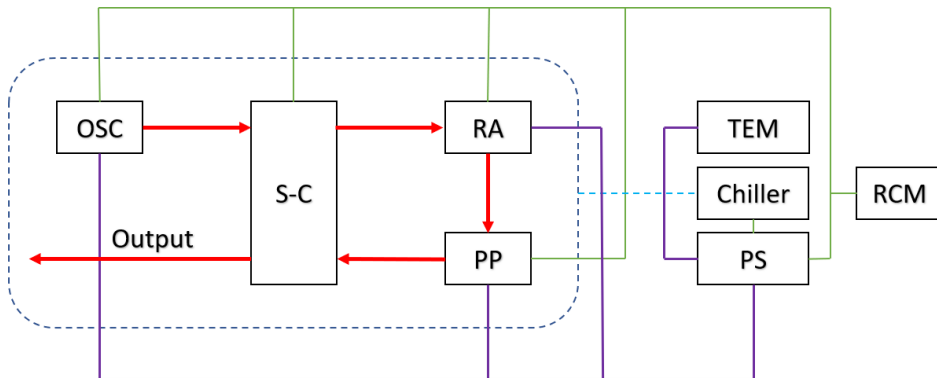 OSC
S-C
RA
TEM
Chiller
RCM
Output
PP
PS